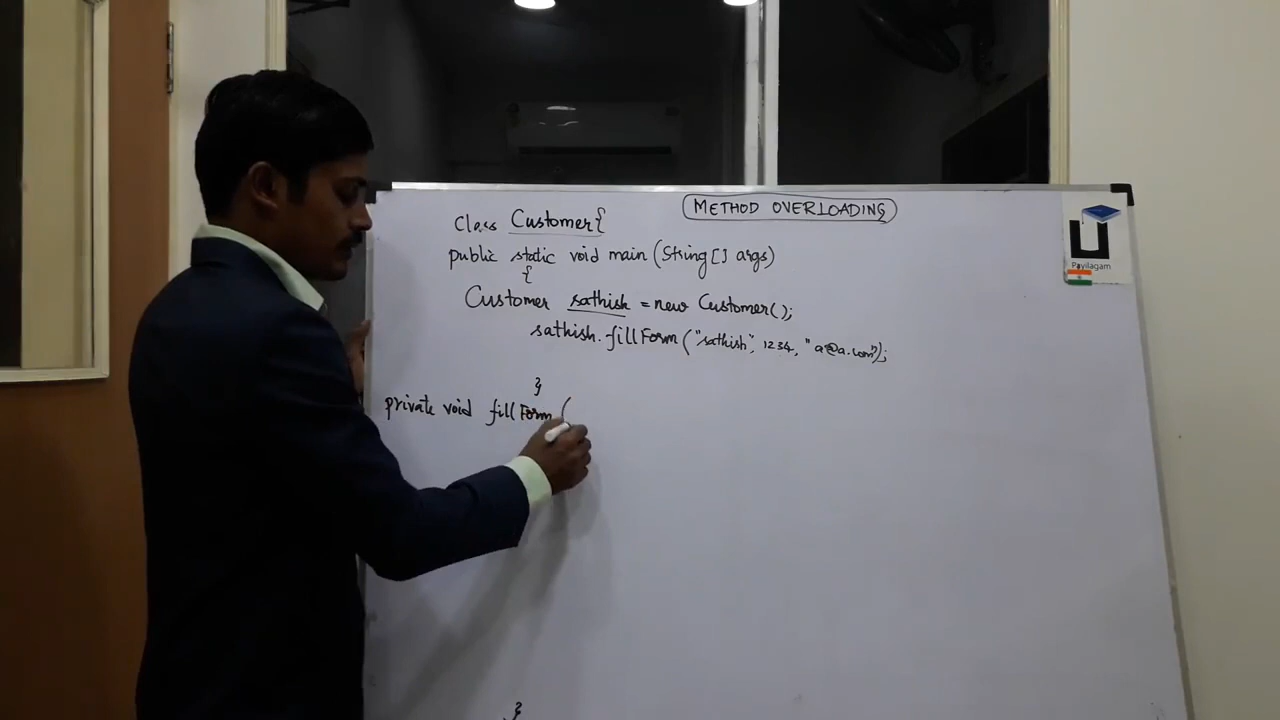 METHOD OVERLOADING
Class Customer{
public static void main (String[] args)
{
Customer sathish = new Customer();
sathish.fillForm ("sathish", 1234, "a@a.com");
}
private void fillForm (
}
Payilagam